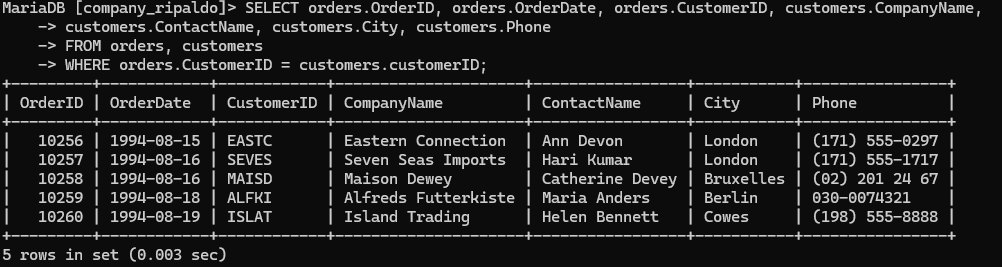 MariaDB [company_ripaldo]> SELECT orders.OrderID, orders.OrderDate, orders.CustomerID, customers.CompanyName,
    -> customers.ContactName, customers.City, customers.Phone
    -> FROM orders, customers
    -> WHERE orders.CustomerID = customers.customerID;
+---------+------------+------------+---------------------+-----------------+-----------+----------------+
| OrderID | OrderDate  | CustomerID | CompanyName         | ContactName     | City      | Phone          |
+---------+------------+------------+---------------------+-----------------+-----------+----------------+
|   10256 | 1994-08-15 | EASTC      | Eastern Connection  | Ann Devon       | London    | (171) 555-0297 |
|   10257 | 1994-08-16 | SEVES      | Seven Seas Imports  | Hari Kumar      | London    | (171) 555-1717 |
|   10258 | 1994-08-16 | MAISD      | Maison Dewey        | Catherine Devey | Bruxelles | (02) 201 24 67 |
|   10259 | 1994-08-18 | ALFKI      | Alfreds Futterkiste | Maria Anders    | Berlin    | 030-0074321    |
|   10260 | 1994-08-19 | ISLAT      | Island Trading      | Helen Bennett   | Cowes     | (198) 555-8888 |
+---------+------------+------------+---------------------+-----------------+-----------+----------------+
5 rows in set (0.003 sec)